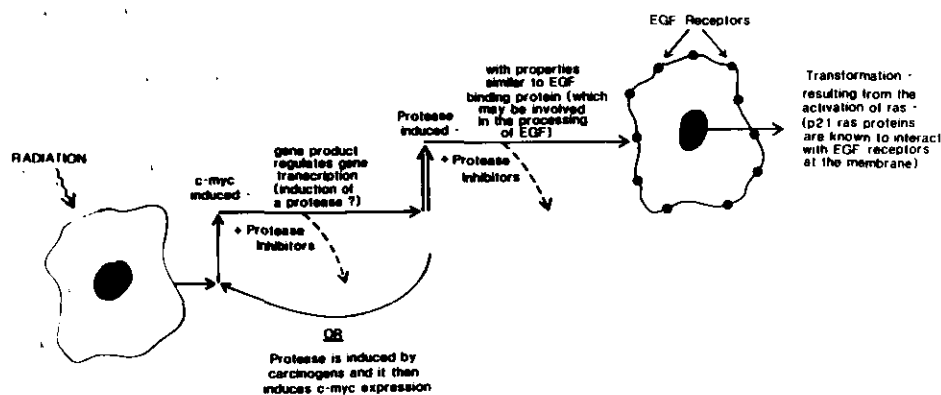 RADIATION
c-myc
induced
gene product
regulates gene
transcription
(induction of
a protease ?)
+ Protease
Inhibitors
OR
Protease is induced by
carcinogens and it then
induces c-myc expression
Protease
induced
with properties
similar to EGF
binding protein (which
may be involved
in the processing
of EGF)
+ Protease
Inhibitors
EGF Receptors
Transformation -
resulting from the
activation of ras -
(p21 ras proteins
are known to interact
with EGF receptors
at the membrane)